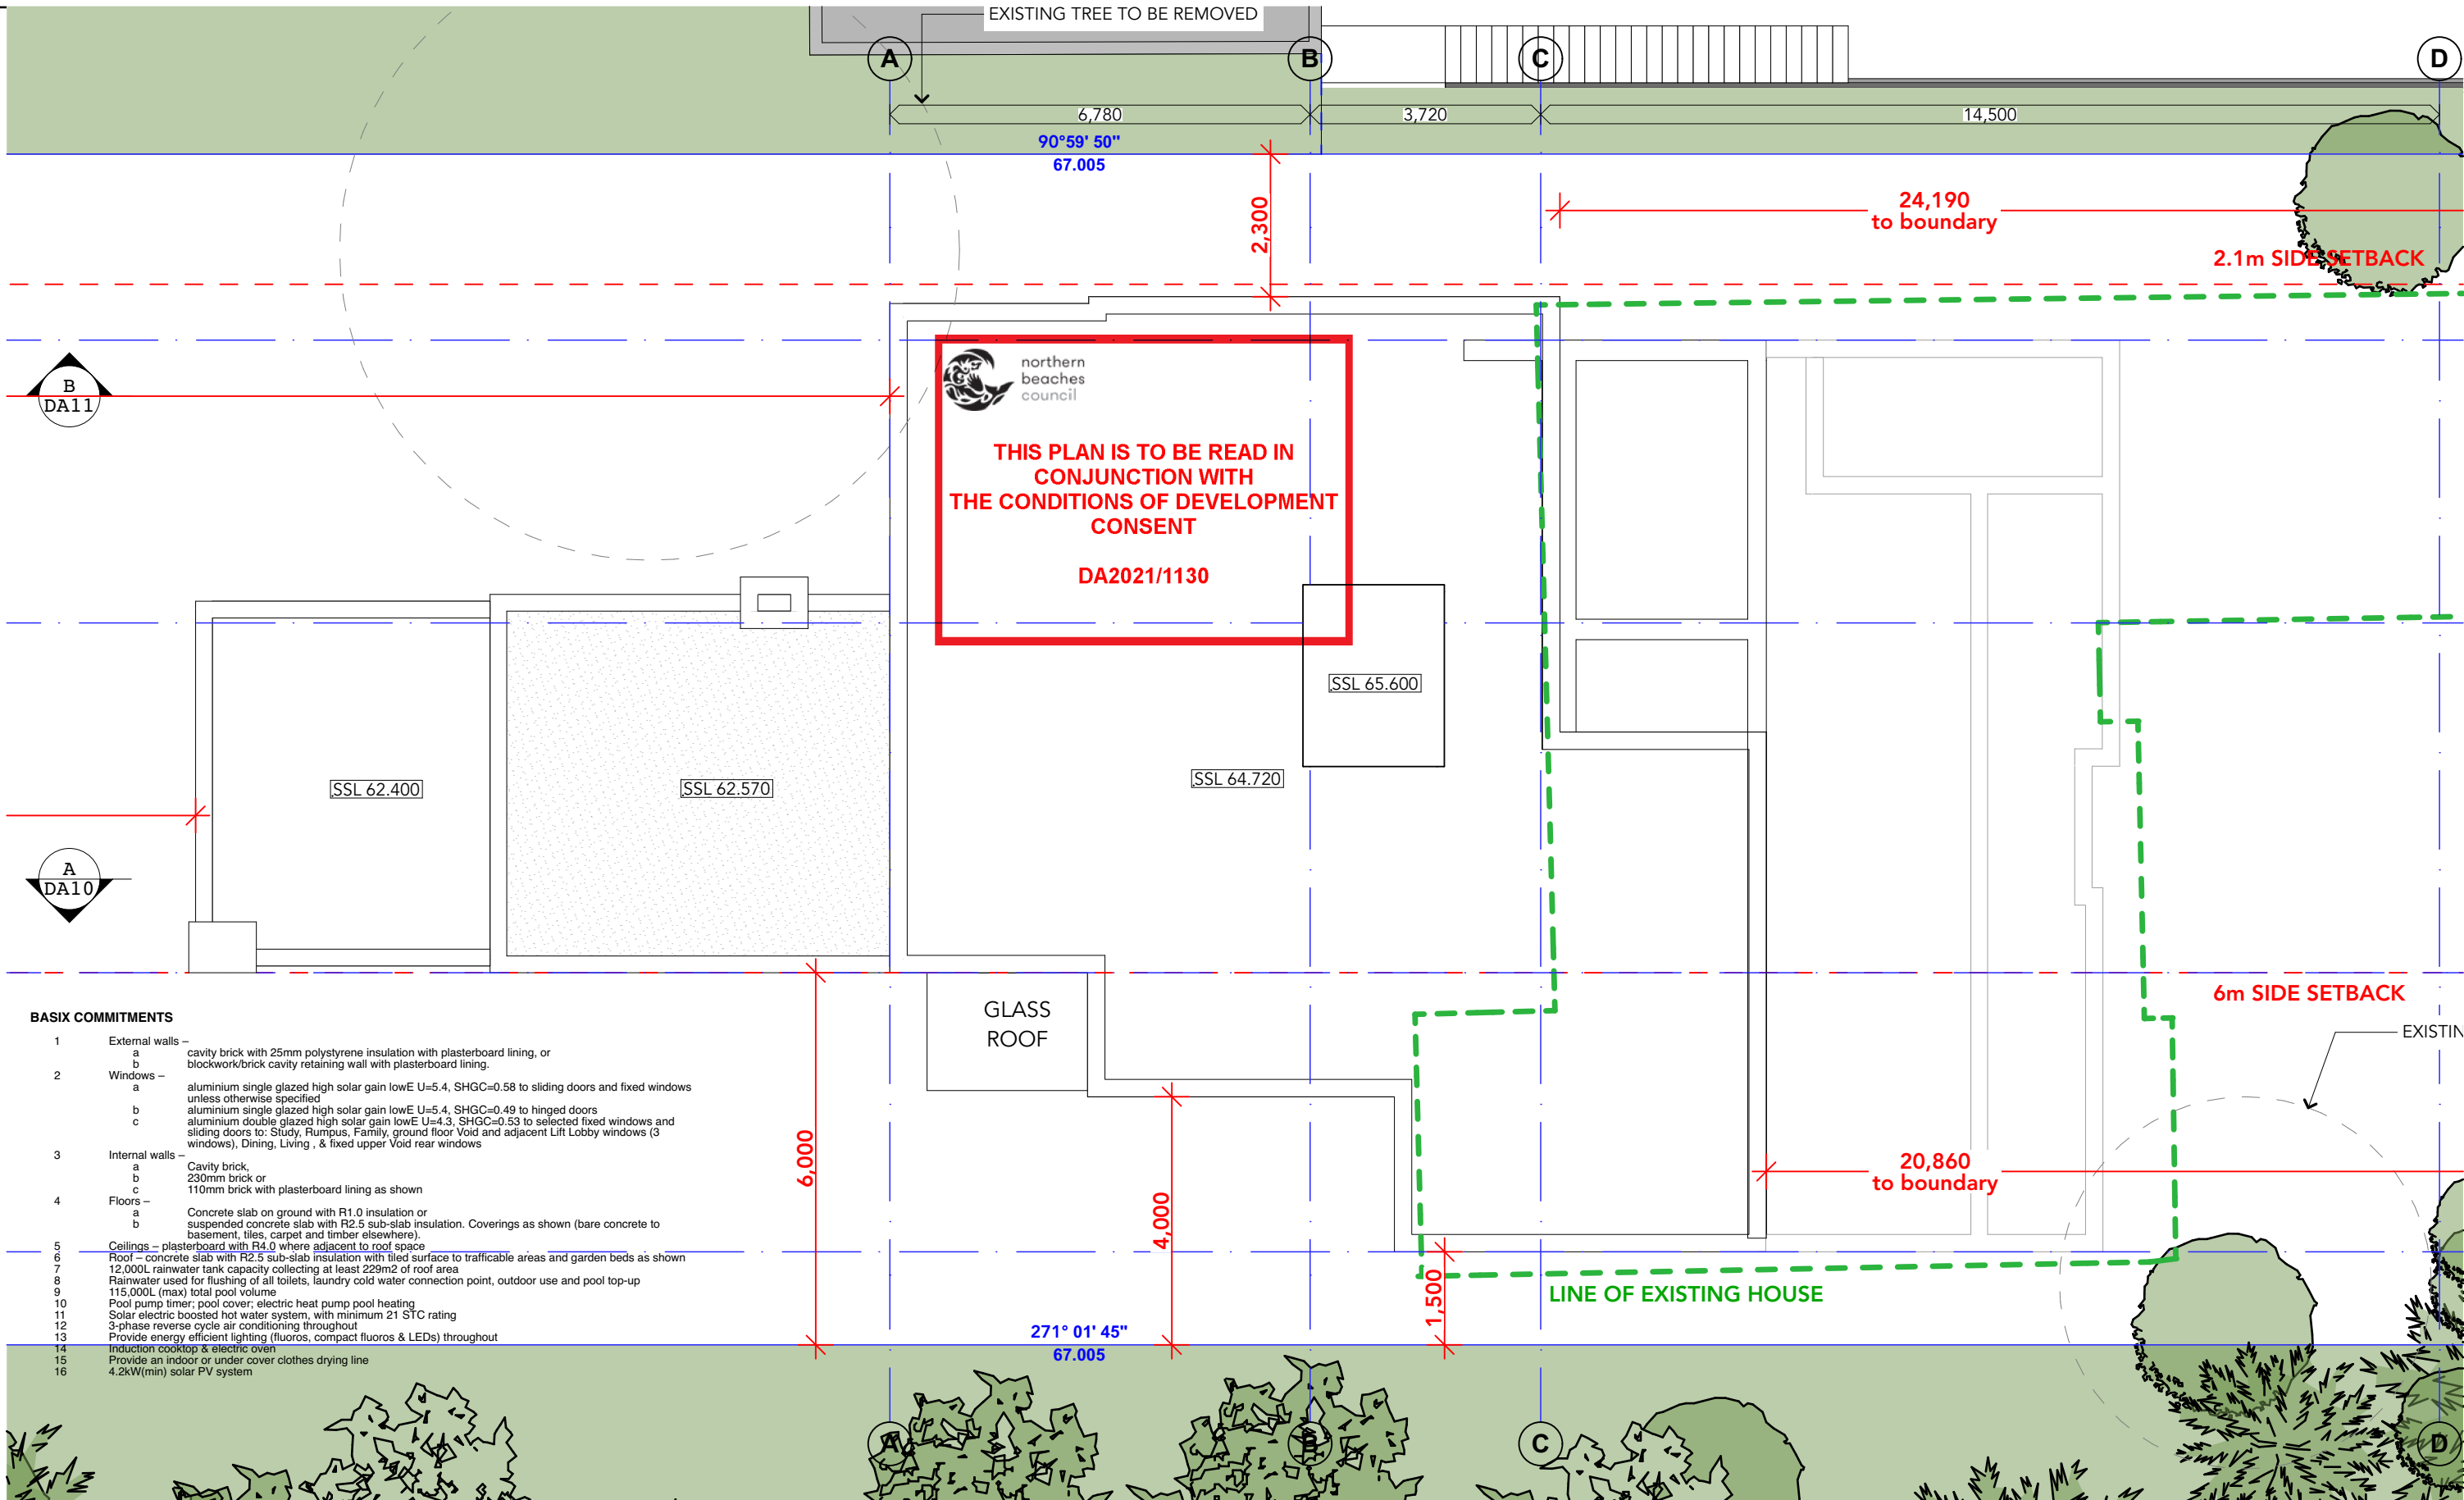 EXISTING TREE TO BE REMOVED
A
B
C
D
6,780
3,720
14,500
90°59' 50"
67.005
2,300
24,190
to boundary
2.1m SIDE SETBACK
B
DA11
northern
beaches
council
THIS PLAN IS TO BE READ IN
CONJUNCTION WITH
THE CONDITIONS OF DEVELOPMENT
CONSENT
DA2021/1130
SSL 65.600
SSL 64.720
SSL 62.400
SSL 62.570
A
DA10
6m SIDE SETBACK
GLASS
ROOF
EXISTIN
BASIX COMMITMENTS
1 External walls –
a cavity brick with 25mm polystyrene insulation with plasterboard lining, or
b blockwork/brick cavity retaining wall with plasterboard lining.
2 Windows –
a aluminium single glazed high solar gain lowE U=5.4, SHGC=0.58 to sliding doors and fixed windows
unless otherwise specified
b aluminium single glazed high solar gain lowE U=5.4, SHGC=0.49 to hinged doors
c aluminium double glazed high solar gain lowE U=4.3, SHGC=0.53 to selected fixed windows and
sliding doors to: Study, Rumpus, Family, ground floor Void and adjacent Lift Lobby windows (3
windows), Dining, Living , & fixed upper Void rear windows
3 Internal walls –
a Cavity brick,
b 230mm brick or
c 110mm brick with plasterboard lining as shown
4 Floors –
a Concrete slab on ground with R1.0 insulation or
b suspended concrete slab with R2.5 sub-slab insulation. Coverings as shown (bare concrete to
basement, tiles, carpet and timber elsewhere).
5 Ceilings – plasterboard with R4.0 where adjacent to roof space
6 Roof – concrete slab with R2.5 sub-slab insulation with tiled surface to trafficable areas and garden beds as shown
7 12,000L rainwater tank capacity collecting at least 229m2 of roof area
8 Rainwater used for flushing of all toilets, laundry cold water connection point, outdoor use and pool top-up
9 115,000L (max) total pool volume
10 Pool pump timer; pool cover; electric heat pump pool heating
11 Solar electric boosted hot water system, with minimum 21 STC rating
12 3-phase reverse cycle air conditioning throughout
13 Provide energy efficient lighting (fluoros, compact fluoros & LEDs) throughout
14 Induction cooktop & electric oven
15 Provide an indoor or under cover clothes drying line
16 4.2kW(min) solar PV system
6,000
4,000
1,500
20,860
to boundary
LINE OF EXISTING HOUSE
271° 01' 45"
67.005
A
B
C
D